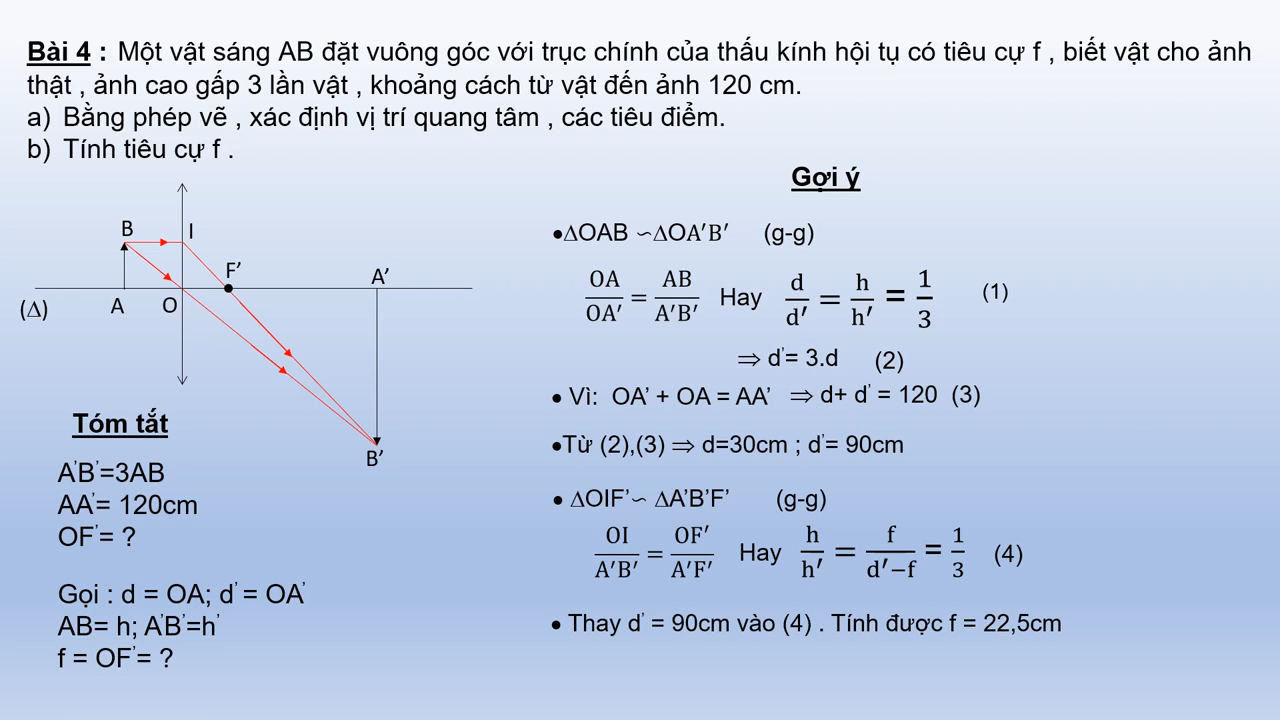 Bài 4 : Một vật sáng AB đặt vuông góc với trục chính của thấu kính hội tụ có tiêu cự f , biết vật cho ảnh
thật , ảnh cao gấp 3 lần vật , khoảng cách từ vật đến ảnh 120 cm.
a) Bằng phép vẽ , xác định vị trí quang tâm , các tiêu điểm.
b) Tính tiêu cự f .
B I
F’ A’
(∆) A O
B’
Tóm tắt
A’B’=3AB
AA’= 120cm
OF’= ?
Gọi : d = OA; d’ = OA’
AB= h; A’B’=h’
f = OF’= ?
Gợi ý
•∆OAB ∽∆OA′B′ (g-g)
OA/OA′ = AB/A′B′ Hay d/d′ = h/h′ = 1/3 (1)
⇒ d’= 3.d (2)
• Vì: OA’ + OA = AA’ ⇒ d+ d’ = 120 (3)
•Từ (2),(3) ⇒ d=30cm ; d’= 90cm
• ∆OIF’∽ ∆A’B’F’ (g-g)
OI/A′B′ = OF′/A′F′ Hay h/h′ = f/d′−f = 1/3 (4)
• Thay d’ = 90cm vào (4) . Tính được f = 22,5cm